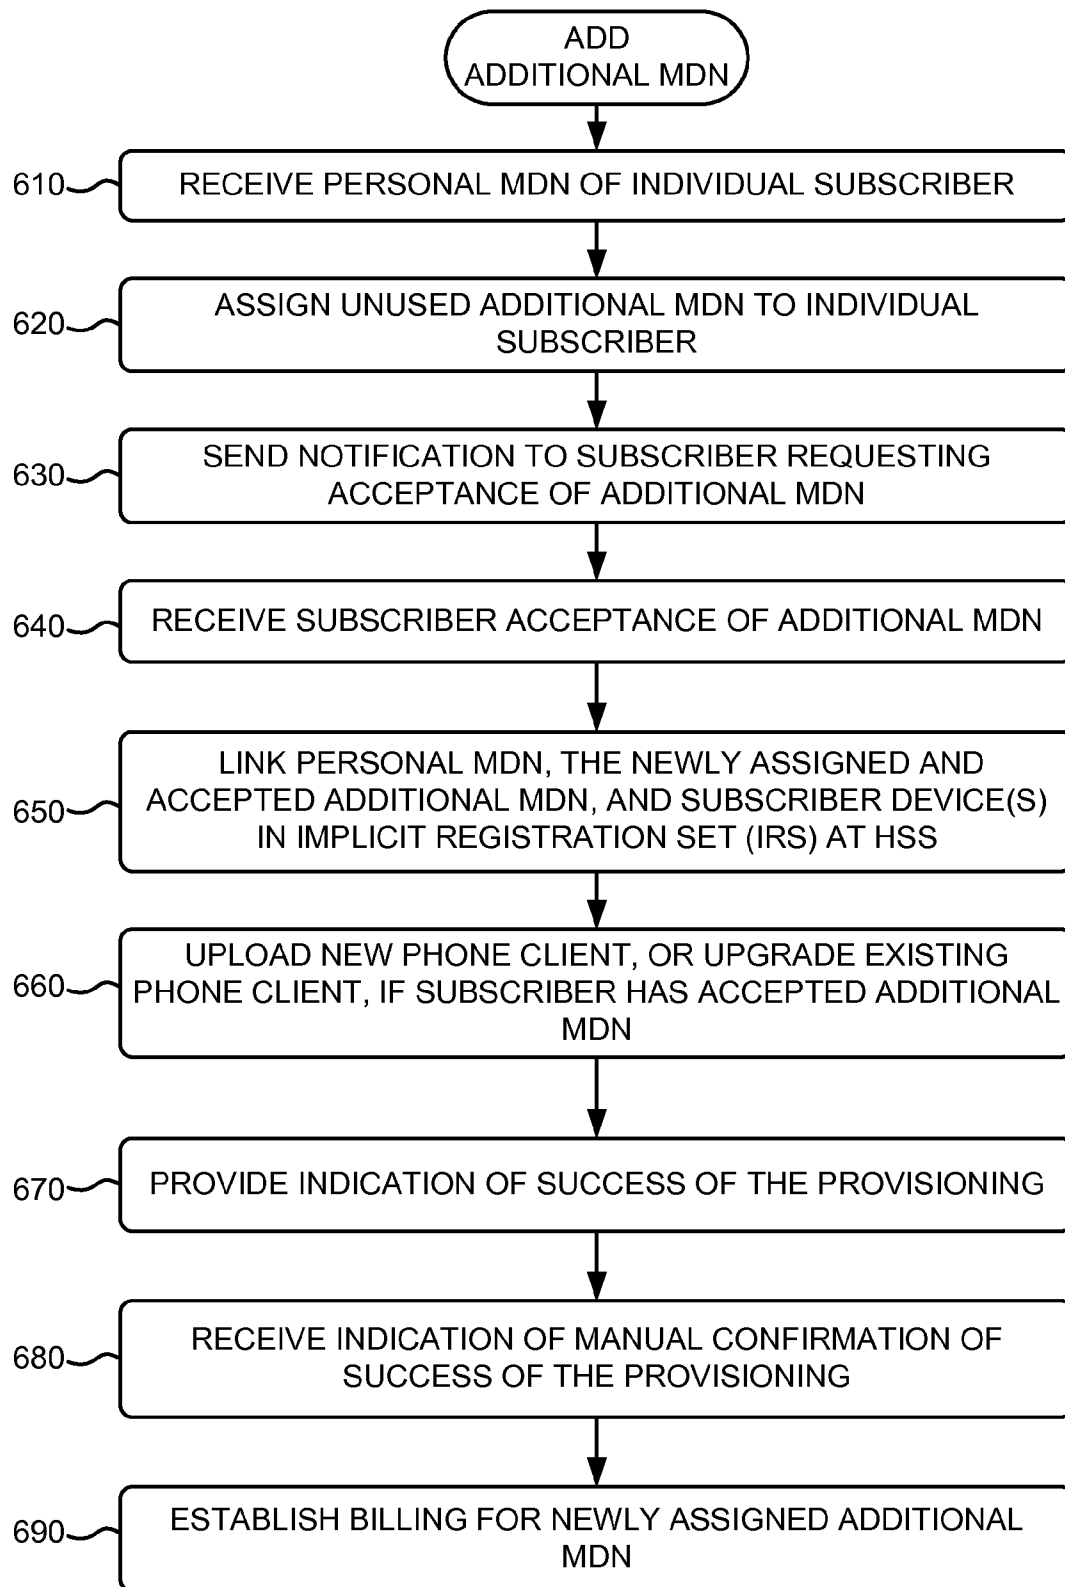 ADD
ADDITIONAL MDN
610
RECEIVE PERSONAL MDN OF INDIVIDUAL SUBSCRIBER
620
ASSIGN UNUSED ADDITIONAL MDN TO INDIVIDUAL
SUBSCRIBER
630
SEND NOTIFICATION TO SUBSCRIBER REQUESTING
ACCEPTANCE OF ADDITIONAL MDN
640
RECEIVE SUBSCRIBER ACCEPTANCE OF ADDITIONAL MDN
650
LINK PERSONAL MDN, THE NEWLY ASSIGNED AND
ACCEPTED ADDITIONAL MDN, AND SUBSCRIBER DEVICE(S)
IN IMPLICIT REGISTRATION SET (IRS) AT HSS
660
UPLOAD NEW PHONE CLIENT, OR UPGRADE EXISTING
PHONE CLIENT, IF SUBSCRIBER HAS ACCEPTED ADDITIONAL
MDN
670
PROVIDE INDICATION OF SUCCESS OF THE PROVISIONING
680
RECEIVE INDICATION OF MANUAL CONFIRMATION OF
SUCCESS OF THE PROVISIONING
690
ESTABLISH BILLING FOR NEWLY ASSIGNED ADDITIONAL
MDN